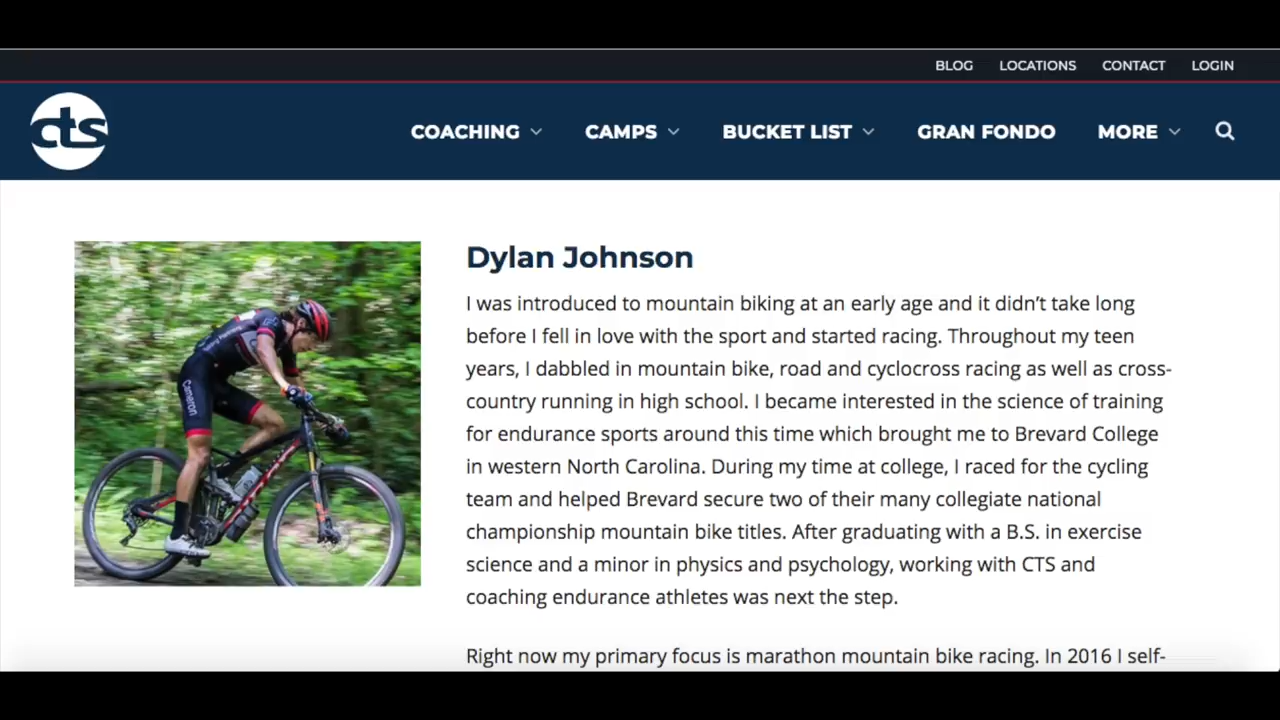 BLOG LOCATIONS CONTACT LOGIN
cts COACHING CAMPS BUCKET LIST GRAN FONDO MORE
Dylan Johnson
I was introduced to mountain biking at an early age and it didn’t take long
before I fell in love with the sport and started racing. Throughout my teen
years, I dabbled in mountain bike, road and cyclocross racing as well as cross-
country running in high school. I became interested in the science of training
for endurance sports around this time which brought me to Brevard College
in western North Carolina. During my time at college, I raced for the cycling
team and helped Brevard secure two of their many collegiate national
championship mountain bike titles. After graduating with a B.S. in exercise
science and a minor in physics and psychology, working with CTS and
coaching endurance athletes was next the step.
Right now my primary focus is marathon mountain bike racing. In 2016 I self-
Cameron